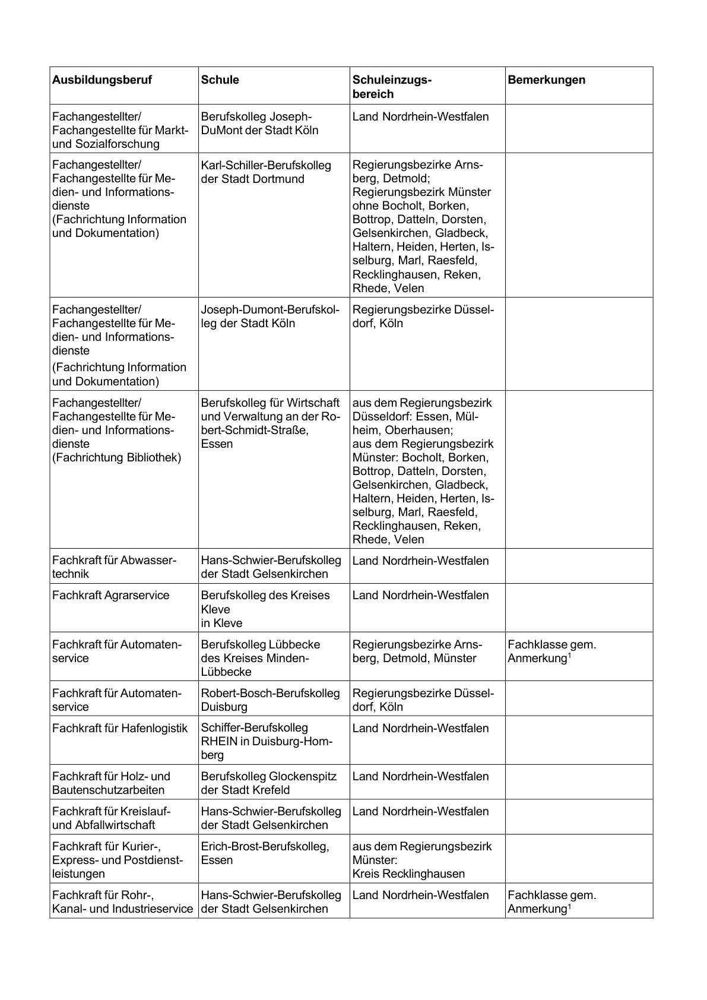 Ausbildungsberuf
Schule
Schuleinzugs-
bereich
Bemerkungen
Fachangestellter/
Fachangestellte für Markt-
und Sozialforschung
Berufskolleg Joseph-
DuMont der Stadt Köln
Land Nordrhein-Westfalen
Fachangestellter/
Fachangestellte für Me-
dien- und Informations-
dienste
(Fachrichtung Information
und Dokumentation)
Karl-Schiller-Berufskolleg
der Stadt Dortmund
Regierungsbezirke Arns-
berg, Detmold;
Regierungsbezirk Münster
ohne Bocholt, Borken,
Bottrop, Datteln, Dorsten,
Gelsenkirchen, Gladbeck,
Haltern, Heiden, Herten, Is-
selburg, Marl, Raesfeld,
Recklinghausen, Reken,
Rhede, Velen
Fachangestellter/
Fachangestellte für Me-
dien- und Informations-
dienste
(Fachrichtung Information
und Dokumentation)
Joseph-Dumont-Berufskol-
leg der Stadt Köln
Regierungsbezirke Düssel-
dorf, Köln
Fachangestellter/
Fachangestellte für Me-
dien- und Informations-
dienste
(Fachrichtung Bibliothek)
Berufskolleg für Wirtschaft
und Verwaltung an der Ro-
bert-Schmidt-Straße,
Essen
aus dem Regierungsbezirk
Düsseldorf: Essen, Mül-
heim, Oberhausen;
aus dem Regierungsbezirk
Münster: Bocholt, Borken,
Bottrop, Datteln, Dorsten,
Gelsenkirchen, Gladbeck,
Haltern, Heiden, Herten, Is-
selburg, Marl, Raesfeld,
Recklinghausen, Reken,
Rhede, Velen
Fachkraft für Abwasser-
technik
Hans-Schwier-Berufskolleg
der Stadt Gelsenkirchen
Land Nordrhein-Westfalen
Fachkraft Agrarservice
Berufskolleg des Kreises
Kleve
in Kleve
Land Nordrhein-Westfalen
Fachkraft für Automaten-
service
Berufskolleg Lübbecke
des Kreises Minden-
Lübbecke
Regierungsbezirke Arns-
berg, Detmold, Münster
Fachklasse gem.
Anmerkung¹
Fachkraft für Automaten-
service
Robert-Bosch-Berufskolleg
Duisburg
Regierungsbezirke Düssel-
dorf, Köln
Fachkraft für Hafenlogistik
Schiffer-Berufskolleg
RHEIN in Duisburg-Hom-
berg
Land Nordrhein-Westfalen
Fachkraft für Holz- und
Bautenschutzarbeiten
Berufskolleg Glockenspitz
der Stadt Krefeld
Land Nordrhein-Westfalen
Fachkraft für Kreislauf-
und Abfallwirtschaft
Hans-Schwier-Berufskolleg
der Stadt Gelsenkirchen
Land Nordrhein-Westfalen
Fachkraft für Kurier-,
Express- und Postdienst-
leistungen
Erich-Brost-Berufskolleg,
Essen
aus dem Regierungsbezirk
Münster:
Kreis Recklinghausen
Fachkraft für Rohr-,
Kanal- und Industrieservice
Hans-Schwier-Berufskolleg
der Stadt Gelsenkirchen
Land Nordrhein-Westfalen
Fachklasse gem.
Anmerkung¹